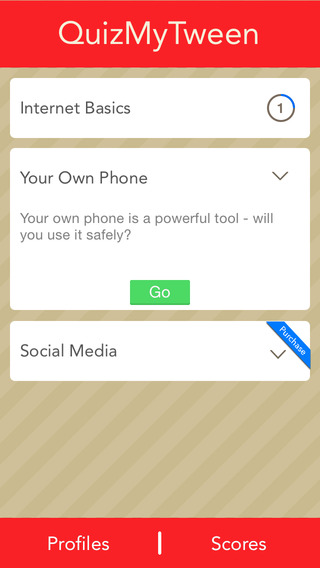 QuizMyTween
Internet Basics
1
Your Own Phone
Your own phone is a powerful tool - will
you use it safely?
Go
Purchase
Social Media
Profiles
Scores